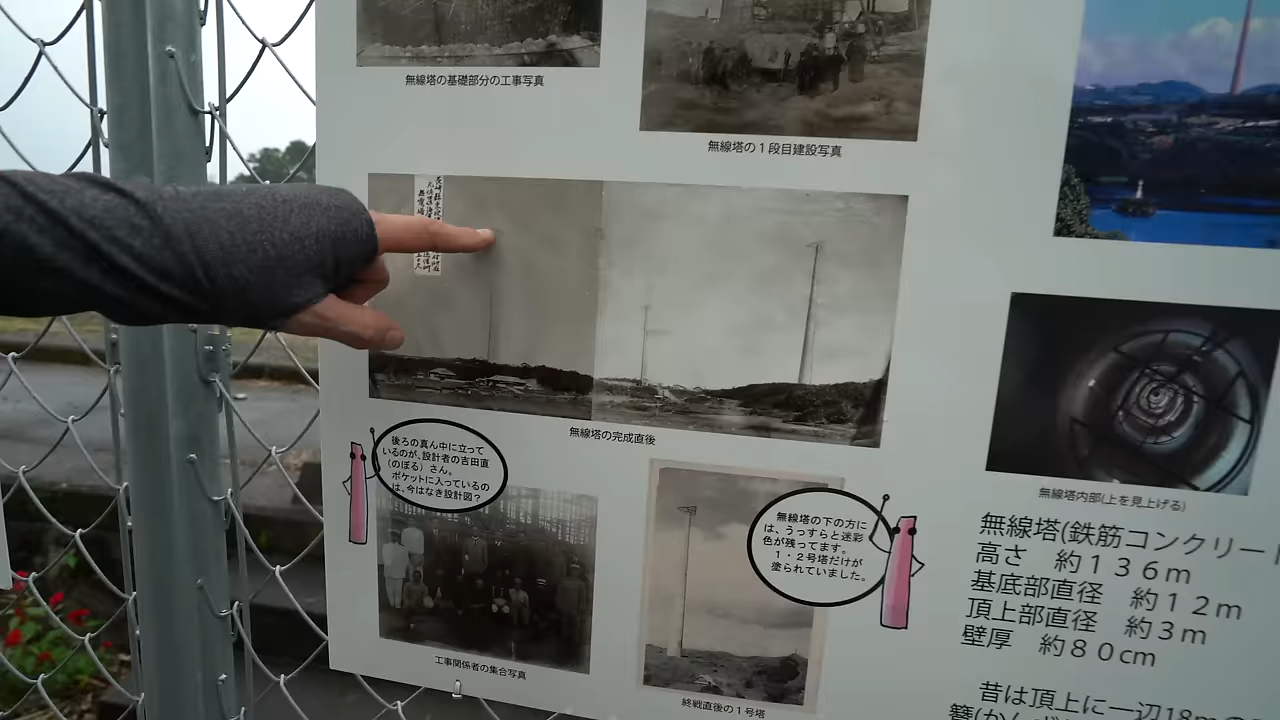 無線塔の基礎部分の工事写真
無線塔の1段目建設写真
無線塔の完成直後
後ろの真ん中に立って
いるのが、設計者の吉田直
(のぼる)さん。
ポケットに入っているの
は、今はなき設計図?
工事関係者の集合写真
無線塔の下の方に
は、うっすらと迷彩
色が残ってます。
1・2号塔だけが
塗られていました。
終戦直後の1号塔
無線塔内部(上を見上げる)
無線塔(鉄筋コンクリート
高さ 約136m
基底部直径 約12m
頂上部直径 約3m
壁厚 約80cm
昔は頂上に一辺18mの